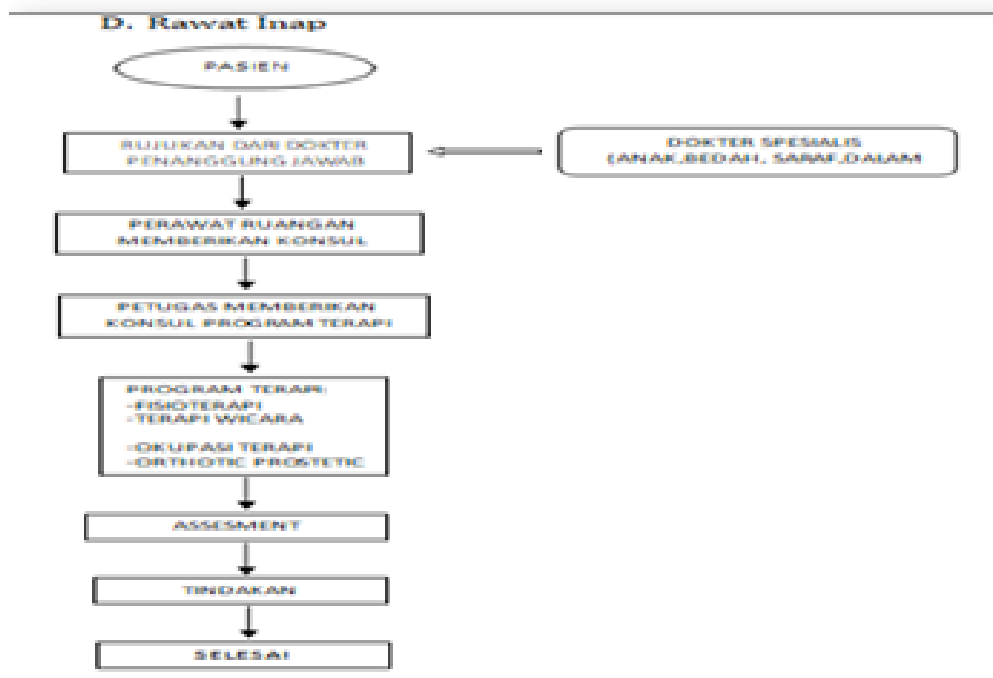 D. Rawat Inap
PASIEN
RUJUKAN DARI DOKTER
PENANGGUNG JAWAB
DOKTER SPESIALIS
(ANAK,BEDAH, SARAF,DALAM
PERAWAT RUANGAN
MEMBERIKAN KONSUL
PETUGAS MEMBERIKAN
KONSUL PROGRAM TERAPI
PROGRAM TERAPI:
-FISIOTERAPI
-TERAPI WICARA
-OKUPASI TERAPI
-ORTHOTIC PROSTETIC
ASSESMENT
TINDAKAN
SELESAI